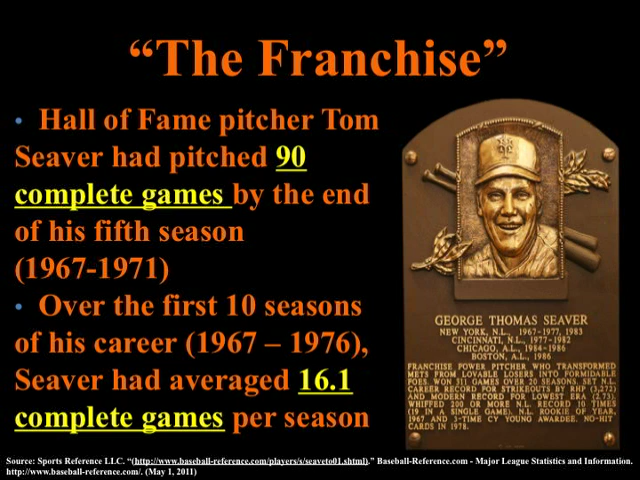 “The Franchise”
• Hall of Fame pitcher Tom
Seaver had pitched 90
complete games by the end
of his fifth season
(1967-1971)
• Over the first 10 seasons
of his career (1967 – 1976),
Seaver had averaged 16.1
complete games per season
GEORGE THOMAS SEAVER
NEW YORK, N.L., 1967-1977, 1983
CINCINNATI, N.L., 1977-1982
CHICAGO, A.L., 1984-1986
BOSTON, A.L., 1986
FRANCHISE POWER PITCHER WHO TRANSFORMED
METS FROM LOVABLE LOSERS INTO FORMIDABLE
FOES. WON 311 GAMES OVER 20 SEASONS. SET N.L.
CAREER RECORD FOR STRIKEOUTS BY RHP (3,272)
AND MODERN RECORD FOR LOWEST ERA (2.73).
WHIFFED 200 OR MORE N.L. RECORD 10 TIMES
(19 IN A SINGLE GAME). N.L. ROOKIE OF YEAR,
1967 AND 3-TIME CY YOUNG AWARDEE. NO-HIT
CARDS IN 1978.
Source: Sports Reference LLC. “(http://www.baseball-reference.com/players/s/seaveto01.shtml).” Baseball-Reference.com - Major League Statistics and Information.
http://www.baseball-reference.com/. (May 1, 2011)